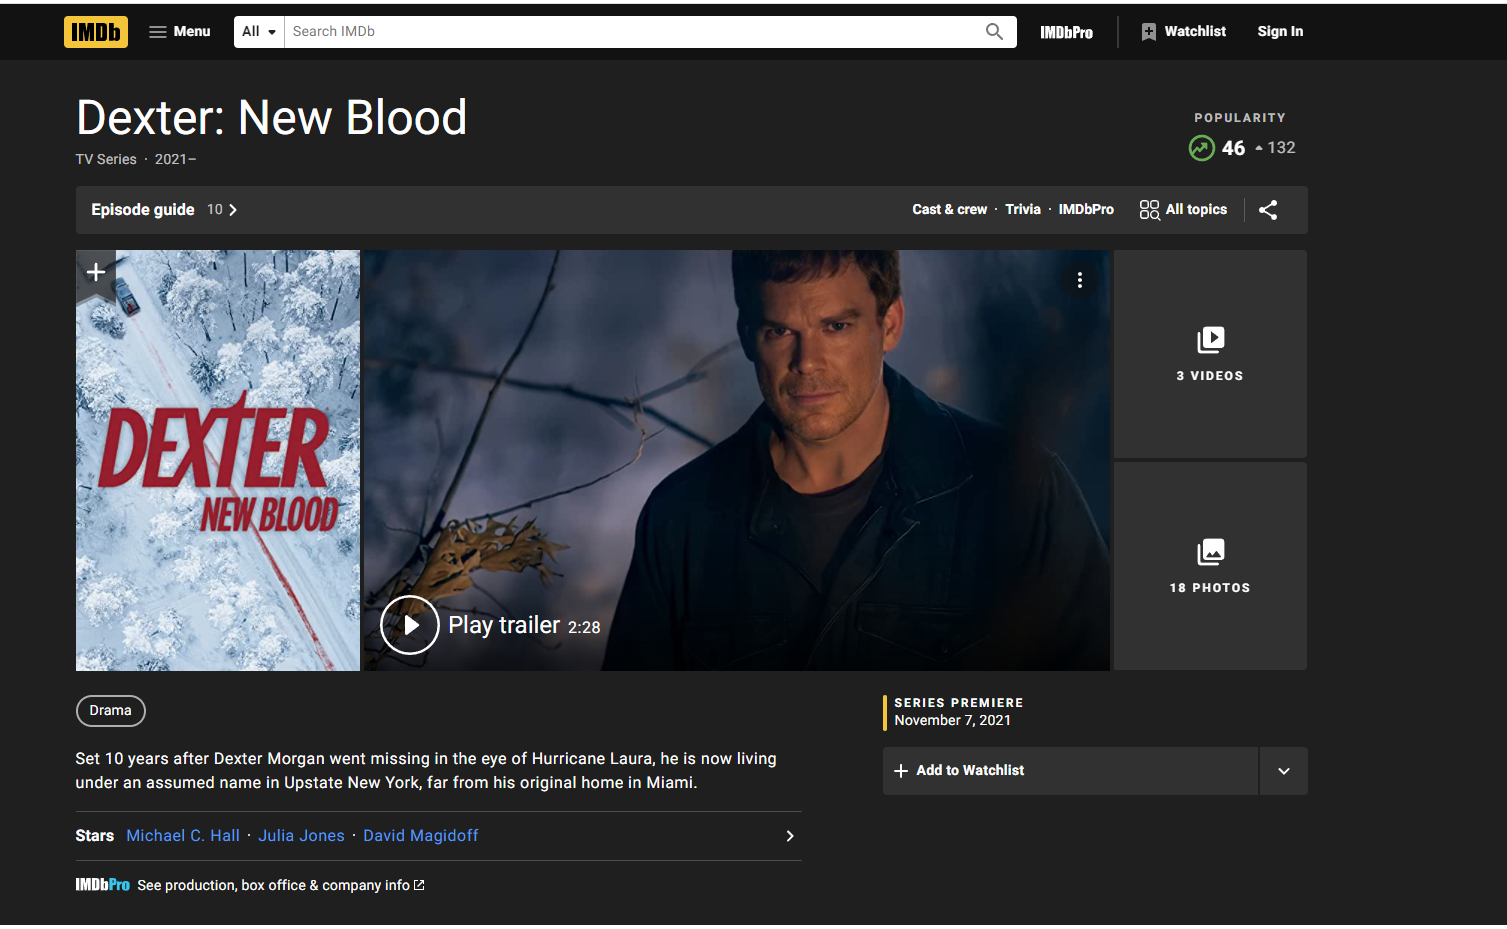 IMDb Menu All Search IMDb IMDbPro Watchlist Sign In
Dexter: New Blood
TV Series · 2021–
POPULARITY
46 132
Episode guide 10 Cast & crew · Trivia · IMDbPro All topics
DEXTER
NEW BLOOD
Play trailer 2:28
3 VIDEOS
18 PHOTOS
Drama
SERIES PREMIERE
November 7, 2021
Set 10 years after Dexter Morgan went missing in the eye of Hurricane Laura, he is now living
under an assumed name in Upstate New York, far from his original home in Miami.
+ Add to Watchlist
Stars Michael C. Hall · Julia Jones · David Magidoff
IMDbPro See production, box office & company info